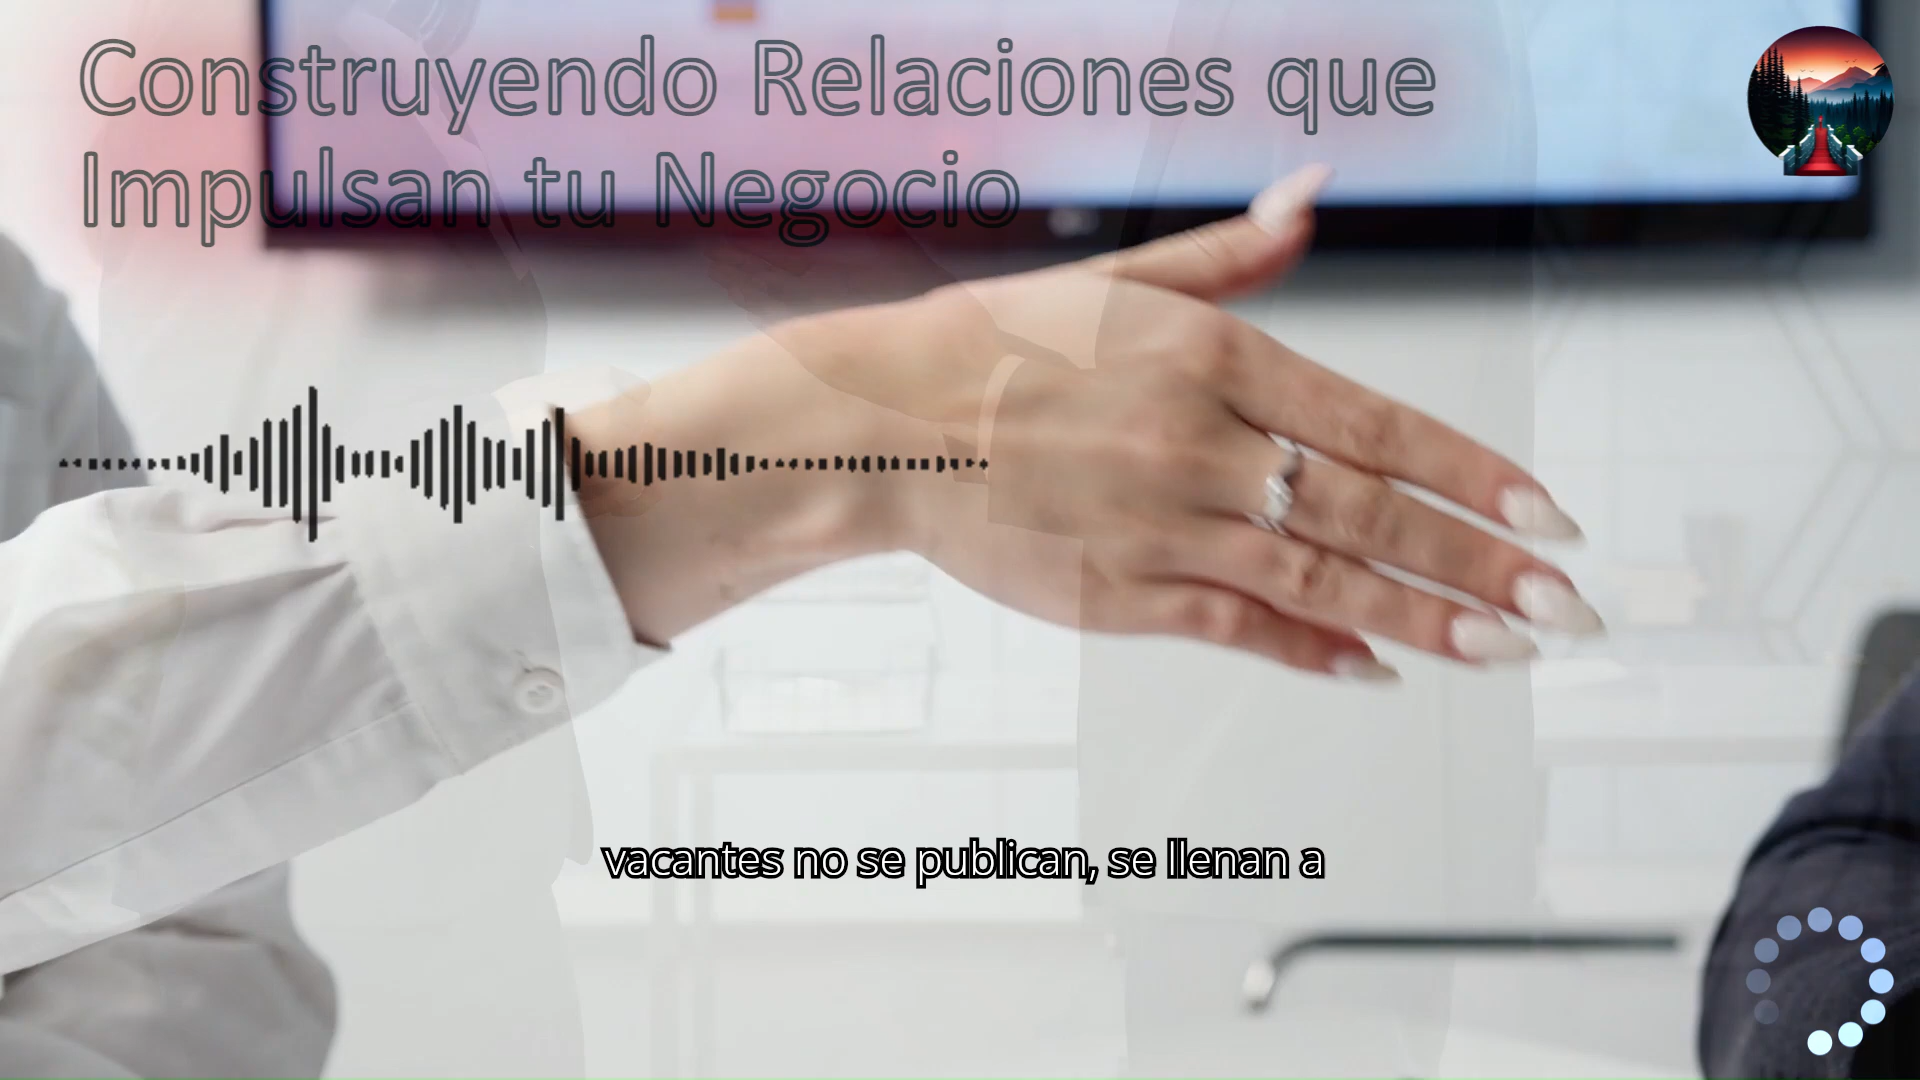 Construyendo Relaciones que
Impulsan tu Negocio
vacantes no se publican, se llenan a